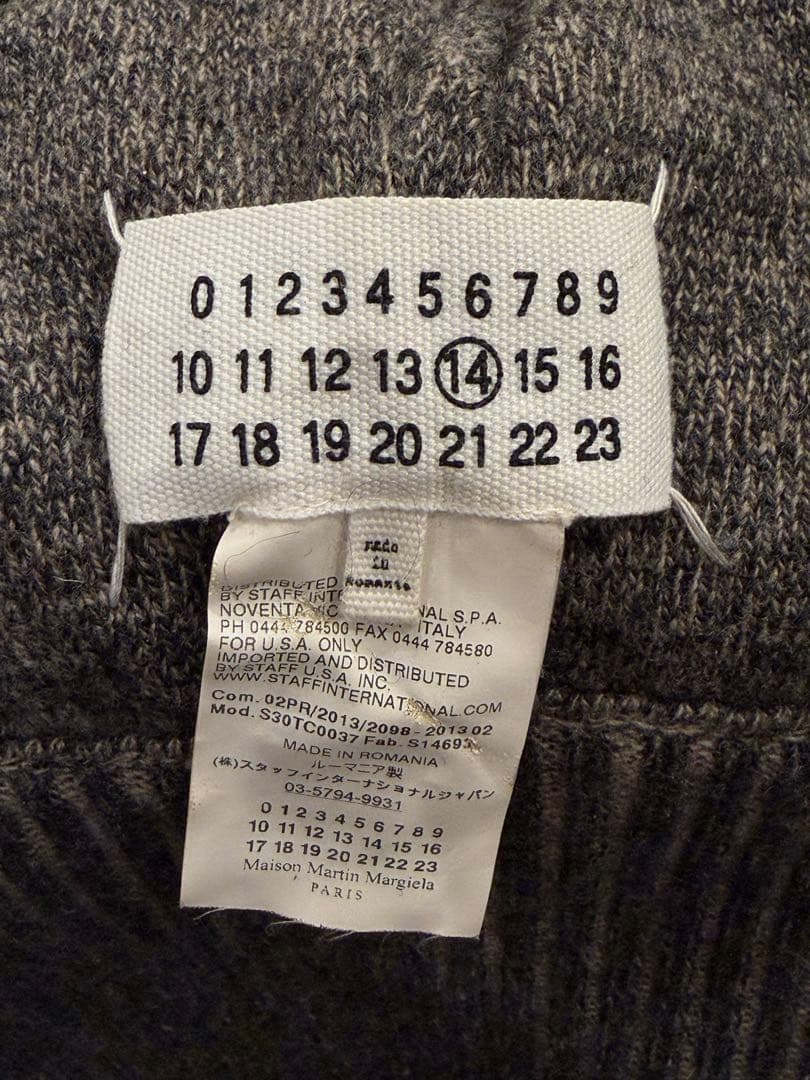 0 1 2 3 4 5 6 7 8 9
10 11 12 13 14 15 16
17 18 19 20 21 22 23
made
in
Romania
DISTRIBUTED
BY STAFF INTE NAL S.P.A.
NOVENTA VIC ITALY
PH 0444 784500 FAX 0444 784580
FOR U.S.A. ONLY
IMPORTED AND DISTRIBUTED
BY STAFF U.S.A. INC.
WWW.STAFFINTERNATIONAL.COM
Com. 02PR/2013/2098 - 2013 02
Mod. S30TC0037 Fab. S14693
MADE IN ROMANIA
ルーマニア製
(株)スタッフインターナショナルジャパン
03-5794-9931
0 1 2 3 4 5 6 7 8 9
10 11 12 13 14 15 16
17 18 19 20 21 22 23
Maison Martin Margiela
PARIS